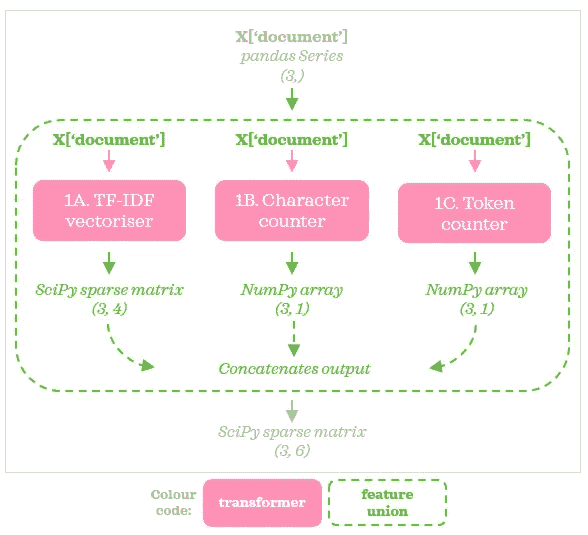 X[‘document’]
pandas Series
(3,)
X[‘document’] X[‘document’] X[‘document’]
1A. TF-IDF vectoriser
1B. Character counter
1C. Token counter
SciPy sparse matrix
(3, 4)
NumPy array
(3, 1)
NumPy array
(3, 1)
Concatenates output
SciPy sparse matrix
(3, 6)
Colour code:
transformer
feature union